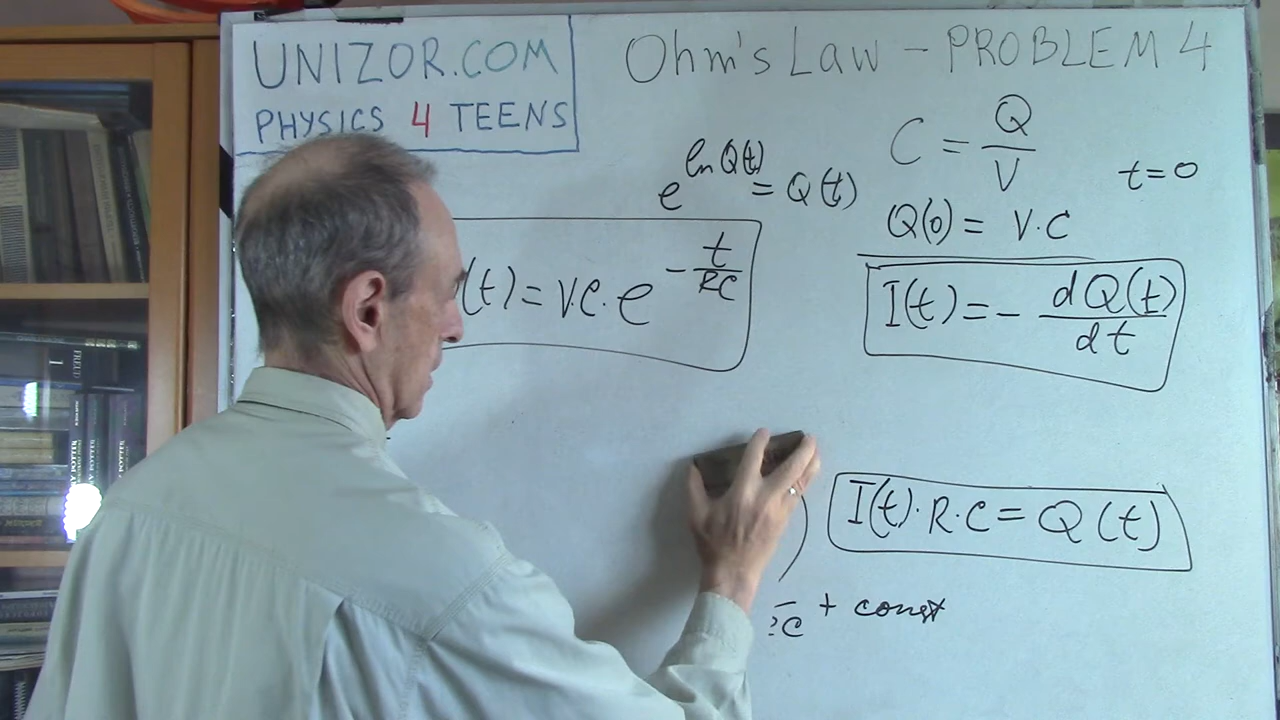 UNIZOR.COM
PHYSICS 4 TEENS
Ohm's Law - PROBLEM 4
C = Q/V
t=0
e^{ln Q(t)} = Q(t)
Q(0) = V·C
(t) = V·C·e^{-t/RC}
I(t) = - dQ(t)/dt
I(t)·R·C = Q(t)
C + const